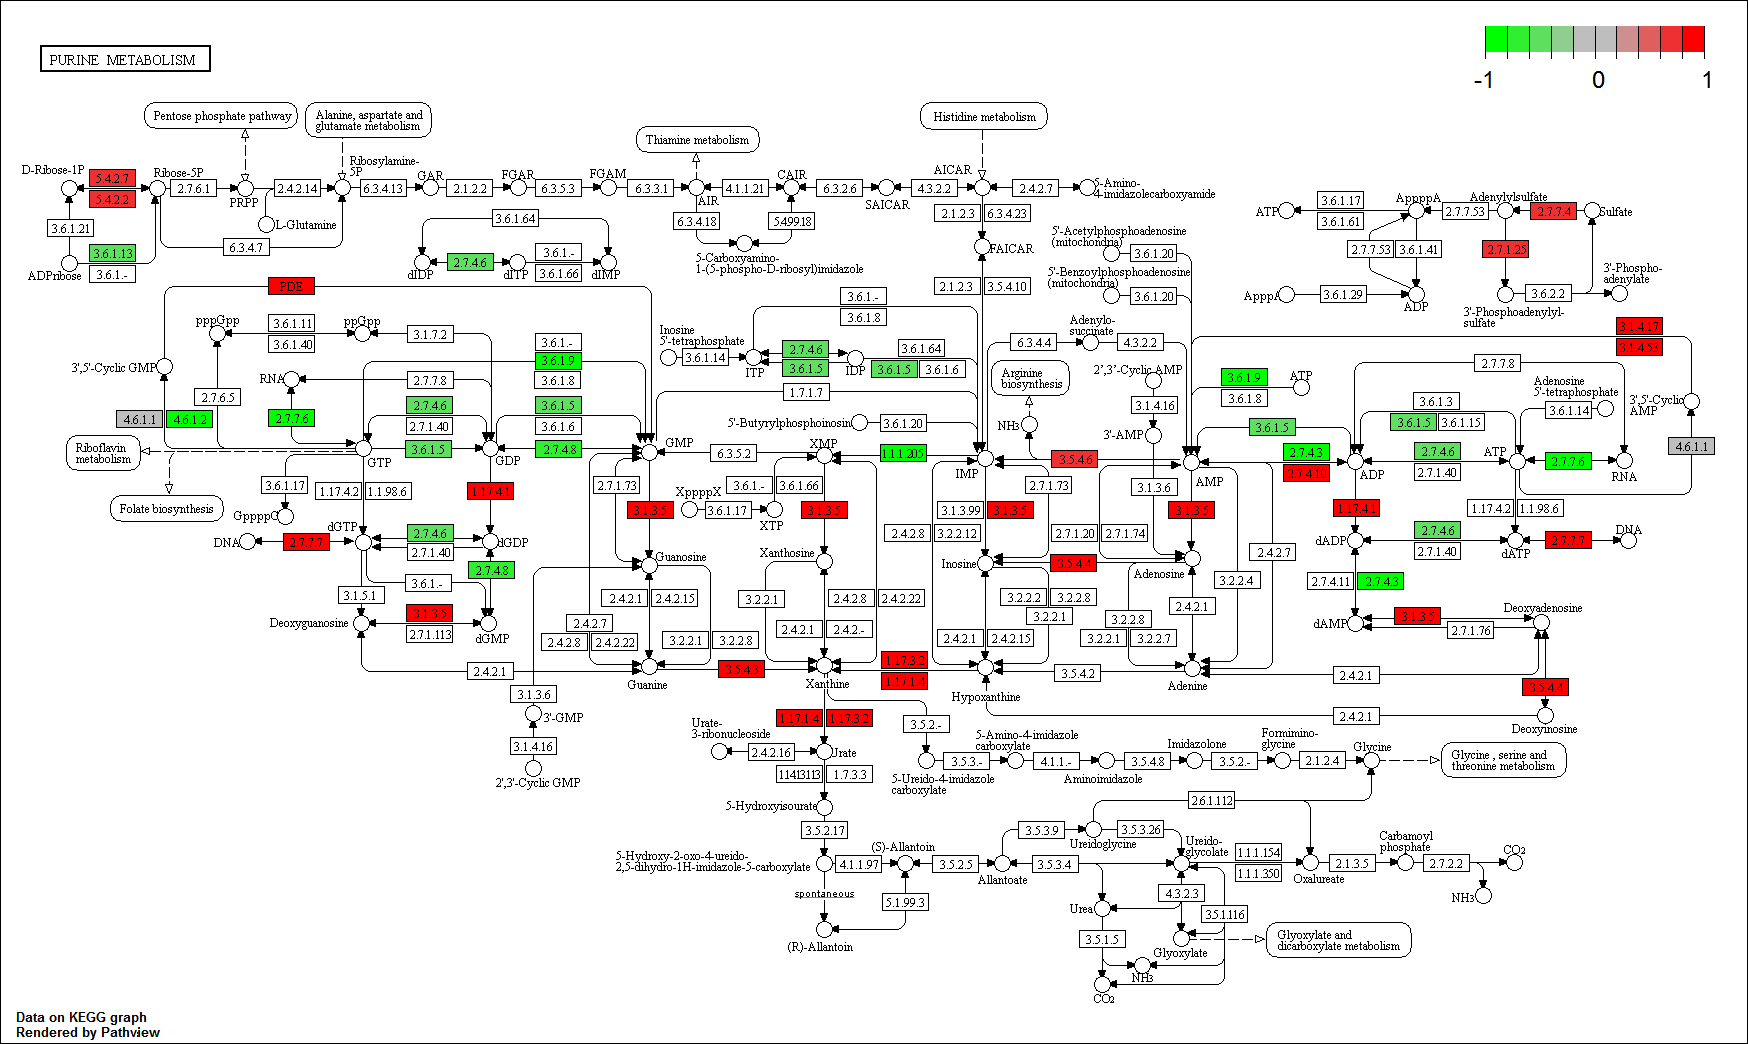 PURINE METABOLISM
-1 0 1
Pentose phosphate pathway
Alanine, aspartate and
glutamate metabolism
Thiamine metabolism
Histidine metabolism
D-Ribose-1P
5.4.2.7
5.4.2.2
Ribose-5P
2.7.6.1
PRPP
2.4.2.14
Ribosylamine-
5P
6.3.4.13
GAR
2.1.2.2
FGAR
6.3.5.3
FGAM
6.3.3.1
AIR
4.1.1.21
CAIR
6.3.2.6
SAICAR
4.3.2.2
AICAR
2.4.2.7
5-Amino-
4-imidazolecarboxyamide
L-Glutamine
3.6.1.21
3.6.1.13
3.6.1.-
ADPribose
6.3.4.7
3.6.1.64
dIDP
2.7.4.6
dITP
3.6.1.-
3.6.1.66
dIMP
6.3.4.18
5.4.99.18
5-Carboxyamino-
1-(5-phospho-D-ribosyl)imidazole
2.1.2.3
6.3.4.23
FAICAR
2.1.2.3
3.5.4.10
5'-Acetylphosphoadenosine
(mitochondria)
3.6.1.20
5'-Benzoylphosphoadenosine
(mitochondria)
3.6.1.20
ATP
3.6.1.17
3.6.1.61
AppppA
2.7.7.53
Adenylylsulfate
2.7.7.4
Sulfate
2.7.7.53
3.6.1.41
2.7.1.25
ApppA
3.6.1.29
ADP
3.6.2.2
3'-Phospho-
adenylate
3'-Phosphoadenylyl-
sulfate
PDE
pppGpp
3.6.1.11
3.6.1.40
ppGpp
3.1.7.2
3.6.1.-
3.6.1.9
3.6.1.8
3',5'-Cyclic GMP
RNA
2.7.7.8
2.7.6.5
4.6.1.1
4.6.1.2
2.7.7.6
2.7.4.6
2.7.1.40
3.6.1.5
3.6.1.6
Riboflavin
metabolism
GTP
3.6.1.5
GDP
2.7.4.8
GMP
Folate biosynthesis
3.6.1.17
GppppG
2.7.1.73
1.17.4.2
1.1.98.6
1.17.4.1
Inosine
5'-tetraphosphate
3.6.1.14
ITP
3.6.1.-
3.6.1.8
2.7.4.6
3.6.1.5
IDP
3.6.1.64
3.6.1.5
3.6.1.6
1.7.1.7
5'-Butyrylphosphoinosine
3.6.1.20
Arginine
biosynthesis
NH3
Adenylo-
succinate
6.3.4.4
4.3.2.2
2',3'-Cyclic AMP
3.1.4.16
3'-AMP
3.1.3.6
3.6.1.9
3.6.1.8
ATP
3.1.4.17
3.1.4.53
2.7.7.8
Adenosine
5'-tetraphosphate
3.6.1.14
3',5'-Cyclic
AMP
4.6.1.1
3.6.1.3
3.6.1.5
3.6.1.15
3.6.1.5
6.3.5.2
XMP
1.1.1.205
IMP
3.5.4.6
AMP
2.7.4.3
2.7.4.10
ADP
2.7.4.6
2.7.1.40
ATP
2.7.7.6
RNA
XppppX
3.6.1.17
3.6.1.-
3.6.1.66
XTP
3.1.3.5
3.1.3.5
3.1.3.99
3.1.3.5
2.7.1.73
3.1.3.5
1.17.4.1
1.17.4.2
1.1.98.6
DNA
2.7.7.7
dGTP
2.7.4.6
2.7.1.40
dGDP
2.7.4.8
3.6.1.-
3.1.5.1
Deoxyguanosine
3.1.3.5
2.7.1.113
dGMP
Guanosine
Xanthosine
2.4.2.8
3.2.2.12
Inosine
2.7.1.20
2.7.1.74
3.5.4.4
Adenosine
2.4.2.7
3.2.2.4
dADP
2.7.4.6
2.7.1.40
dATP
2.7.7.7
DNA
2.7.4.11
2.7.4.3
dAMP
3.1.3.5
2.7.1.76
Deoxyadenosine
2.4.2.1
2.4.2.15
2.4.2.7
2.4.2.8
2.4.2.22
3.2.2.1
3.2.2.8
3.2.2.1
2.4.2.8
2.4.2.22
2.4.2.1
2.4.2.-
3.2.2.2
3.2.2.8
3.2.2.1
2.4.2.1
2.4.2.15
2.4.2.1
3.2.2.8
3.2.2.1
3.2.2.7
2.4.2.1
Guanine
3.5.4.3
Xanthine
1.17.3.2
1.17.1.4
Hypoxanthine
3.5.4.2
Adenine
2.4.2.1
3.5.4.4
2.4.2.1
Deoxyinosine
3.1.3.6
3'-GMP
3.1.4.16
2',3'-Cyclic GMP
1.17.1.4
1.17.3.2
Urate-
3-ribonucleoside
2.4.2.16
Urate
3.5.2.-
5-Ureido-4-imidazole
carboxylate
3.5.3.-
5-Amino-4-imidazole
carboxylate
4.1.1.-
Aminoimidazole
3.5.4.8
Imidazolone
3.5.2.-
Formimino-
glycine
2.1.2.4
Glycine
Glycine , serine and
threonine metabolism
1.14.13.113
1.7.3.3
5-Hydroxyisourate
3.5.2.17
2.6.1.112
5-Hydroxy-2-oxo-4-ureido-
2,5-dihydro-1H-imidazole-5-carboxylate
4.1.1.97
(S)-Allantoin
3.5.2.5
Allantoate
3.5.3.9
Ureidoglycine
3.5.3.26
3.5.3.4
Ureido-
glycolate
1.1.1.154
1.1.1.350
Oxalureate
2.1.3.5
Carbamoyl
phosphate
2.7.2.2
CO2
NH3
spontaneous
5.1.99.3
(R)-Allantoin
4.3.2.3
Urea
3.5.1.116
3.5.1.5
Glyoxylate
Glyoxylate and
dicarboxylate metabolism
NH3
CO2
Data on KEGG graph
Rendered by Pathview